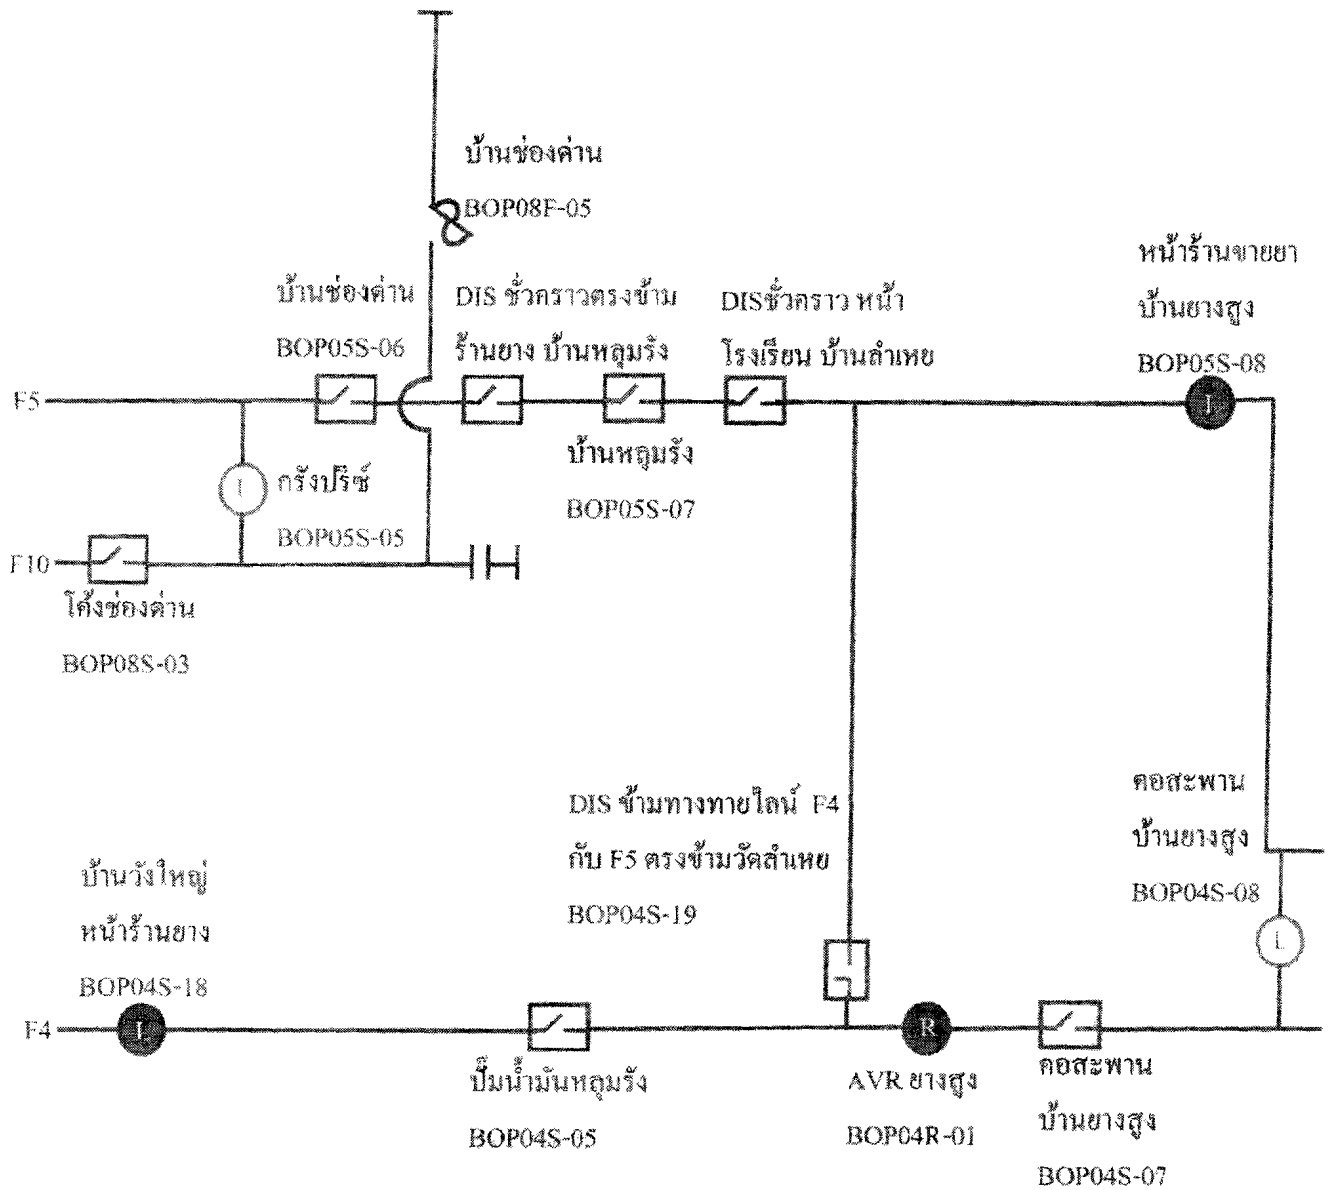 บ้านช่องด่าน
BOP08F-05
บ้านช่องด่าน
BOP05S-06
DIS ชั่วคราวตรงข้าม
ร้านยาง บ้านหลุมรัง
DISชั่วคราว หน้า
โรงเรียน บ้านลำเหย
หน้าร้านขายยา
บ้านยางสูง
BOP05S-08
F5
กรังปรีซ์
BOP05S-05
บ้านหลุมรัง
BOP05S-07
F10
โค้งช่องด่าน
BOP08S-03
DIS ข้ามทางทายไลน์ F4
กับ F5 ตรงข้ามวัดลำเหย
BOP04S-19
คอสะพาน
บ้านยางสูง
BOP04S-08
L
บ้านวังใหญ่
หน้าร้านยาง
BOP04S-18
F4
R
ปั๊มน้ำมันหลุมรัง
BOP04S-05
AVR ยางสูง
BOP04R-01
คอสะพาน
บ้านยางสูง
BOP04S-07